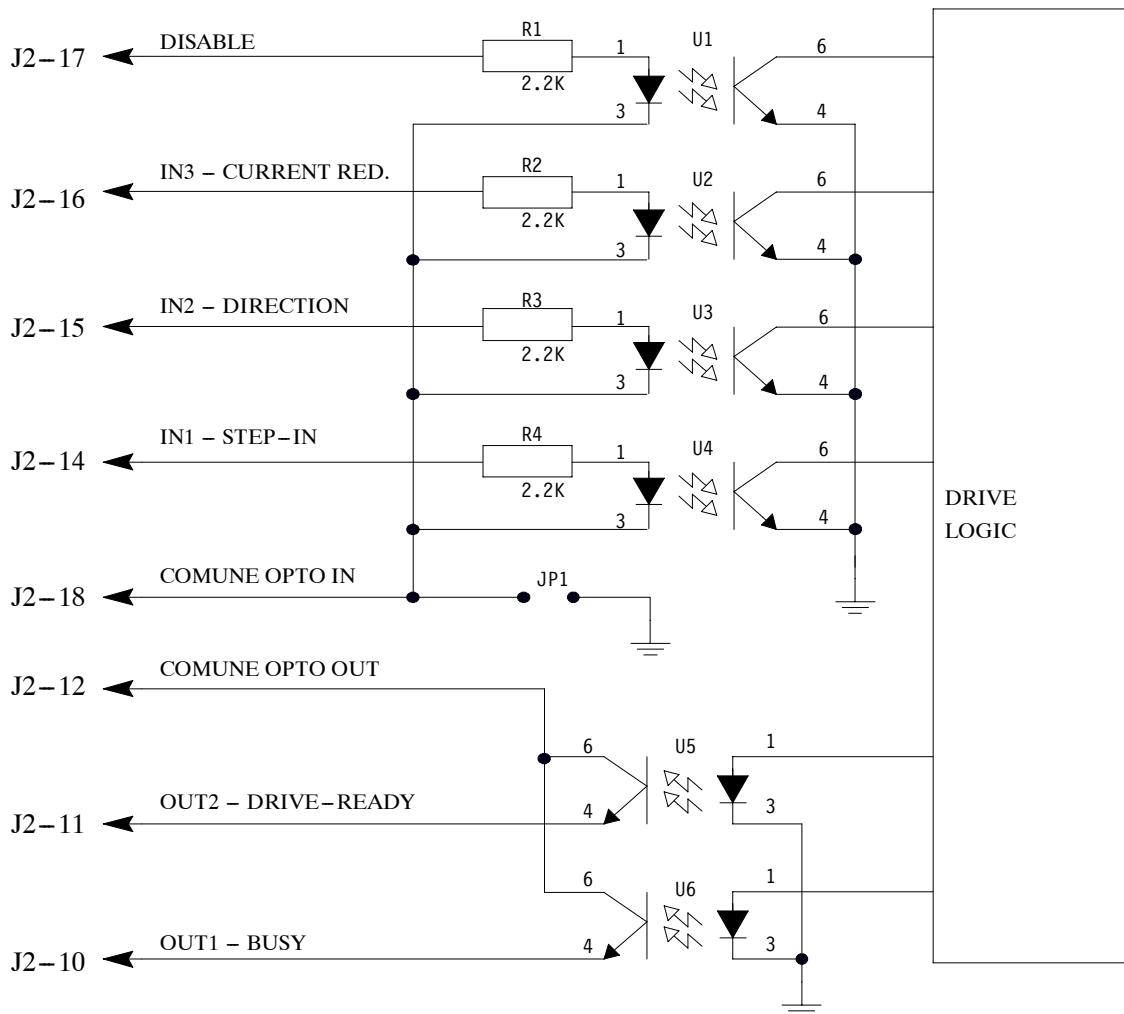 J2-17 DISABLE R1 2.2K 1 3 U1 6 4
J2-16 IN3 - CURRENT RED. R2 2.2K 1 3 U2 6 4
J2-15 IN2 - DIRECTION R3 2.2K 1 3 U3 6 4
J2-14 IN1 - STEP-IN R4 2.2K 1 3 U4 6 4
DRIVE
LOGIC
J2-18 COMUNE OPTO IN JP1
J2-12 COMUNE OPTO OUT
J2-11 OUT2 - DRIVE-READY 6 4 U5 1 3
J2-10 OUT1 - BUSY 6 4 U6 1 3